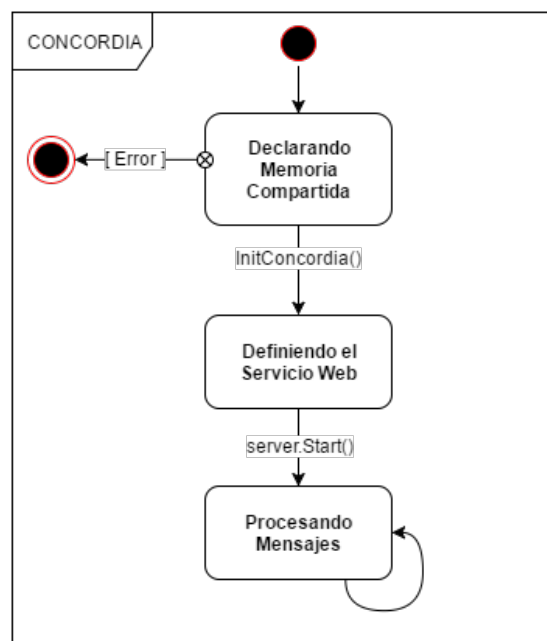 CONCORDIA
Declarando
Memoria
Compartida
[ Error ]
InitConcordia()
Definiendo el
Servicio Web
server.Start()
Procesando
Mensajes